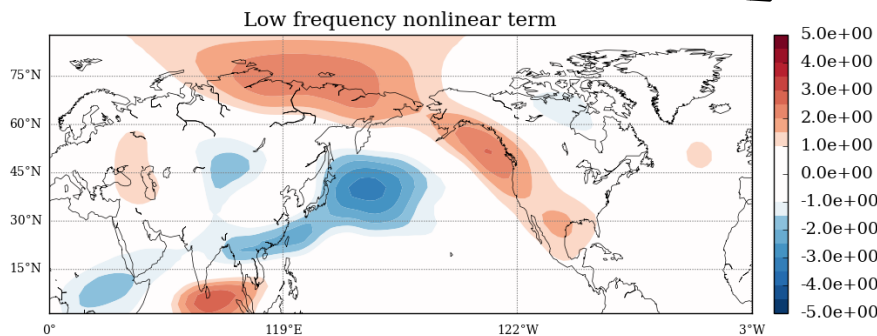 Low frequency nonlinear term
75°N
60°N
45°N
30°N
15°N
0°
119°E
122°W
3°W
5.0e+00
4.0e+00
3.0e+00
2.0e+00
1.0e+00
0.0e+00
-1.0e+00
-2.0e+00
-3.0e+00
-4.0e+00
-5.0e+00